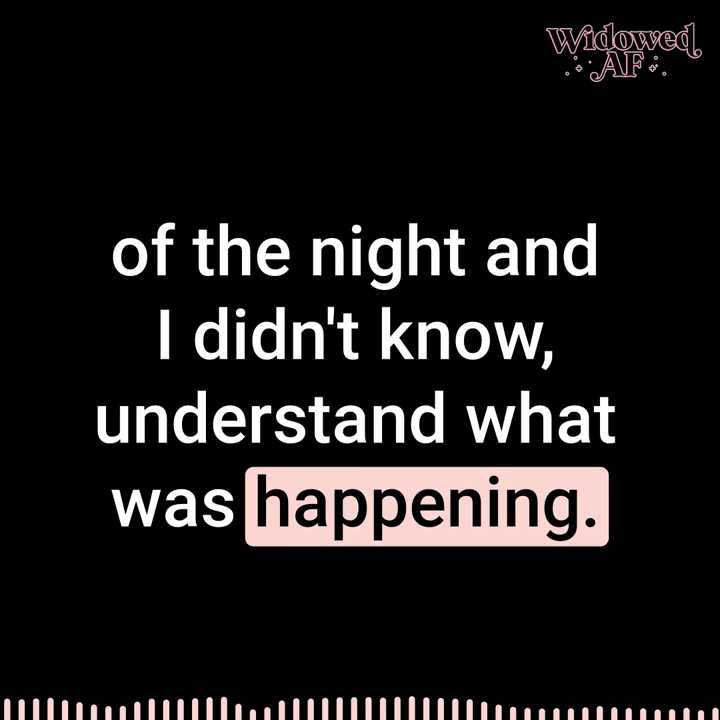 Widowed
AF
of the night and
I didn't know,
understand what
was happening.